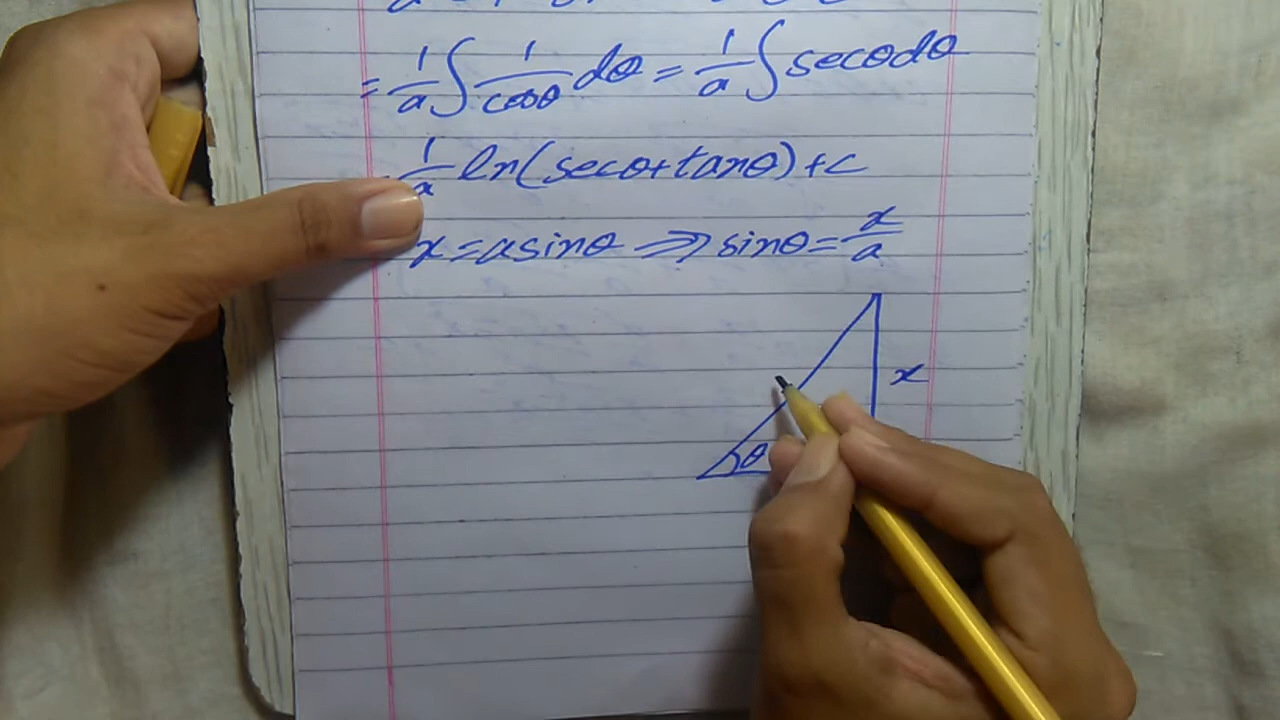 = 1/a ∫ 1/cosθ dθ = 1/a ∫ secθdθ
1/a ln(secθ+tanθ)+c
x=asinθ ⇒ sinθ= x/a
x
θ